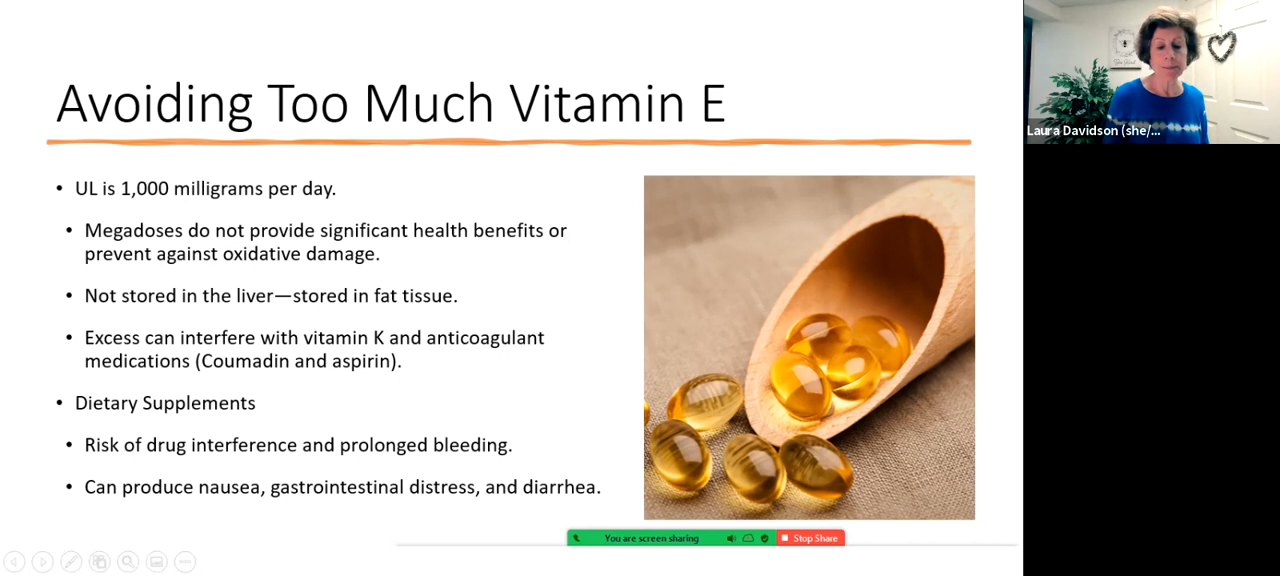 Avoiding Too Much Vitamin E
• UL is 1,000 milligrams per day.
• Megadoses do not provide significant health benefits or
prevent against oxidative damage.
• Not stored in the liver—stored in fat tissue.
• Excess can interfere with vitamin K and anticoagulant
medications (Coumadin and aspirin).
• Dietary Supplements
• Risk of drug interference and prolonged bleeding.
• Can produce nausea, gastrointestinal distress, and diarrhea.
You are screen sharing
Stop Share
Laura Davidson (she/...